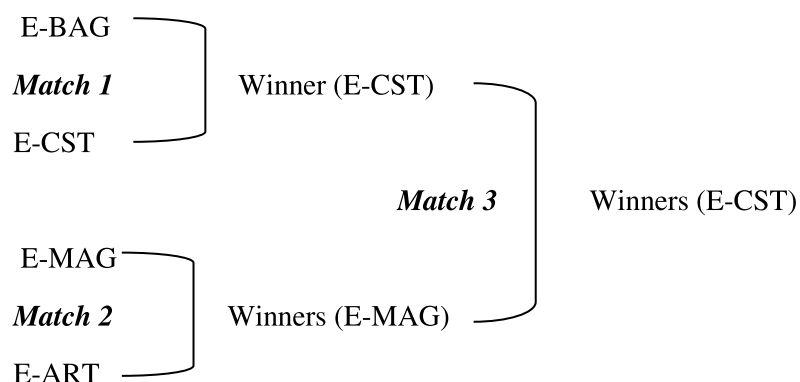 E-BAG
Match 1
Winner (E-CST)
E-CST
Match 3
Winners (E-CST)
E-MAG
Match 2
Winners (E-MAG)
E-ART